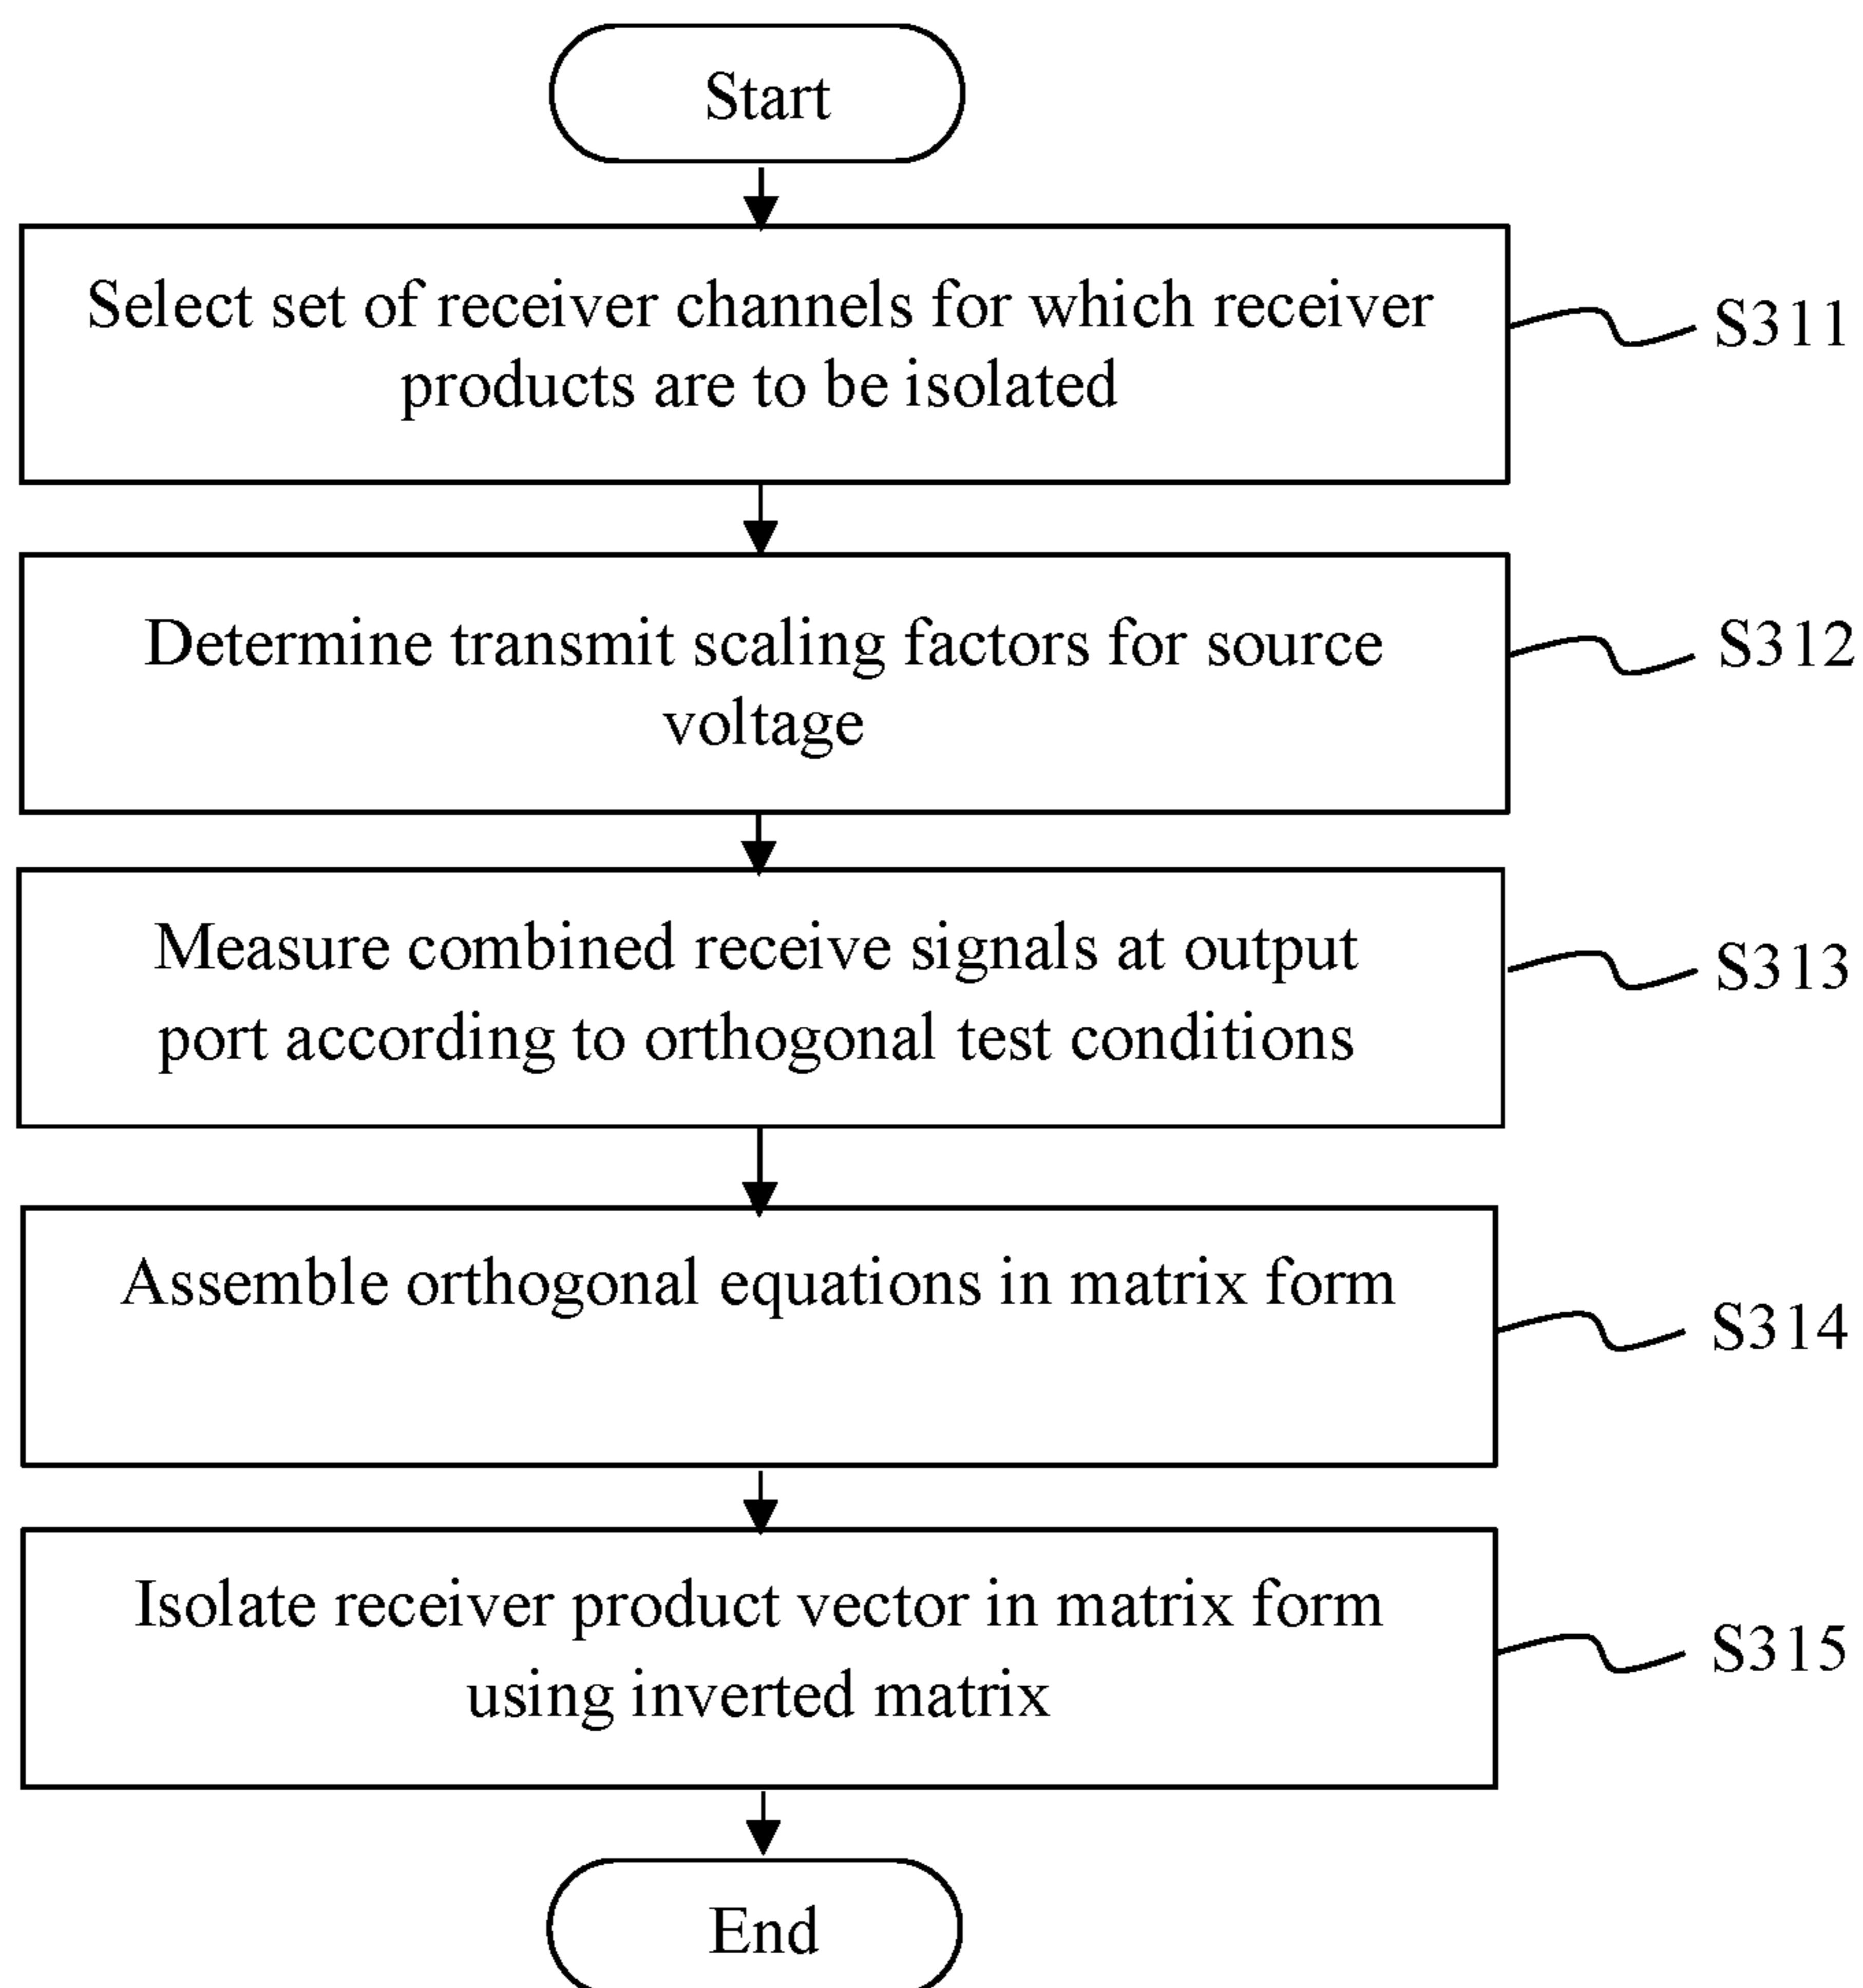 Start
Select set of receiver channels for which receiver
products are to be isolated
S311
Determine transmit scaling factors for source
voltage
S312
Measure combined receive signals at output
port according to orthogonal test conditions
S313
Assemble orthogonal equations in matrix form
S314
Isolate receiver product vector in matrix form
using inverted matrix
S315
End